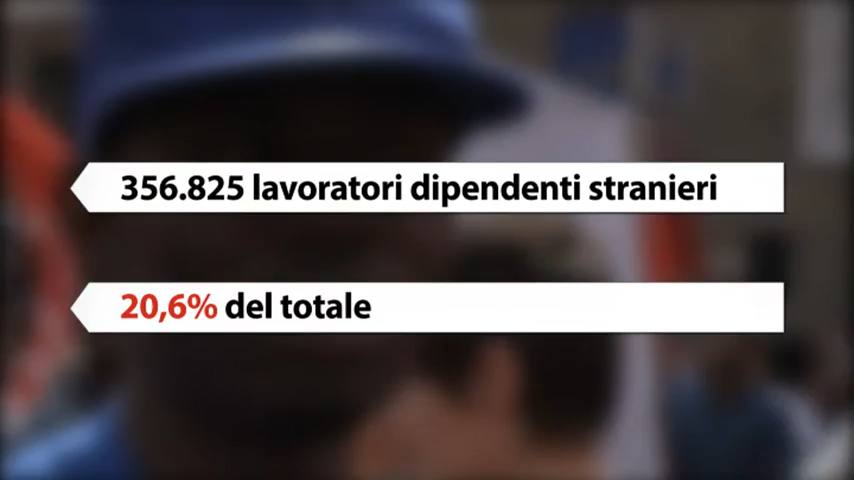 356.825 lavoratori dipendenti stranieri
20,6% del totale